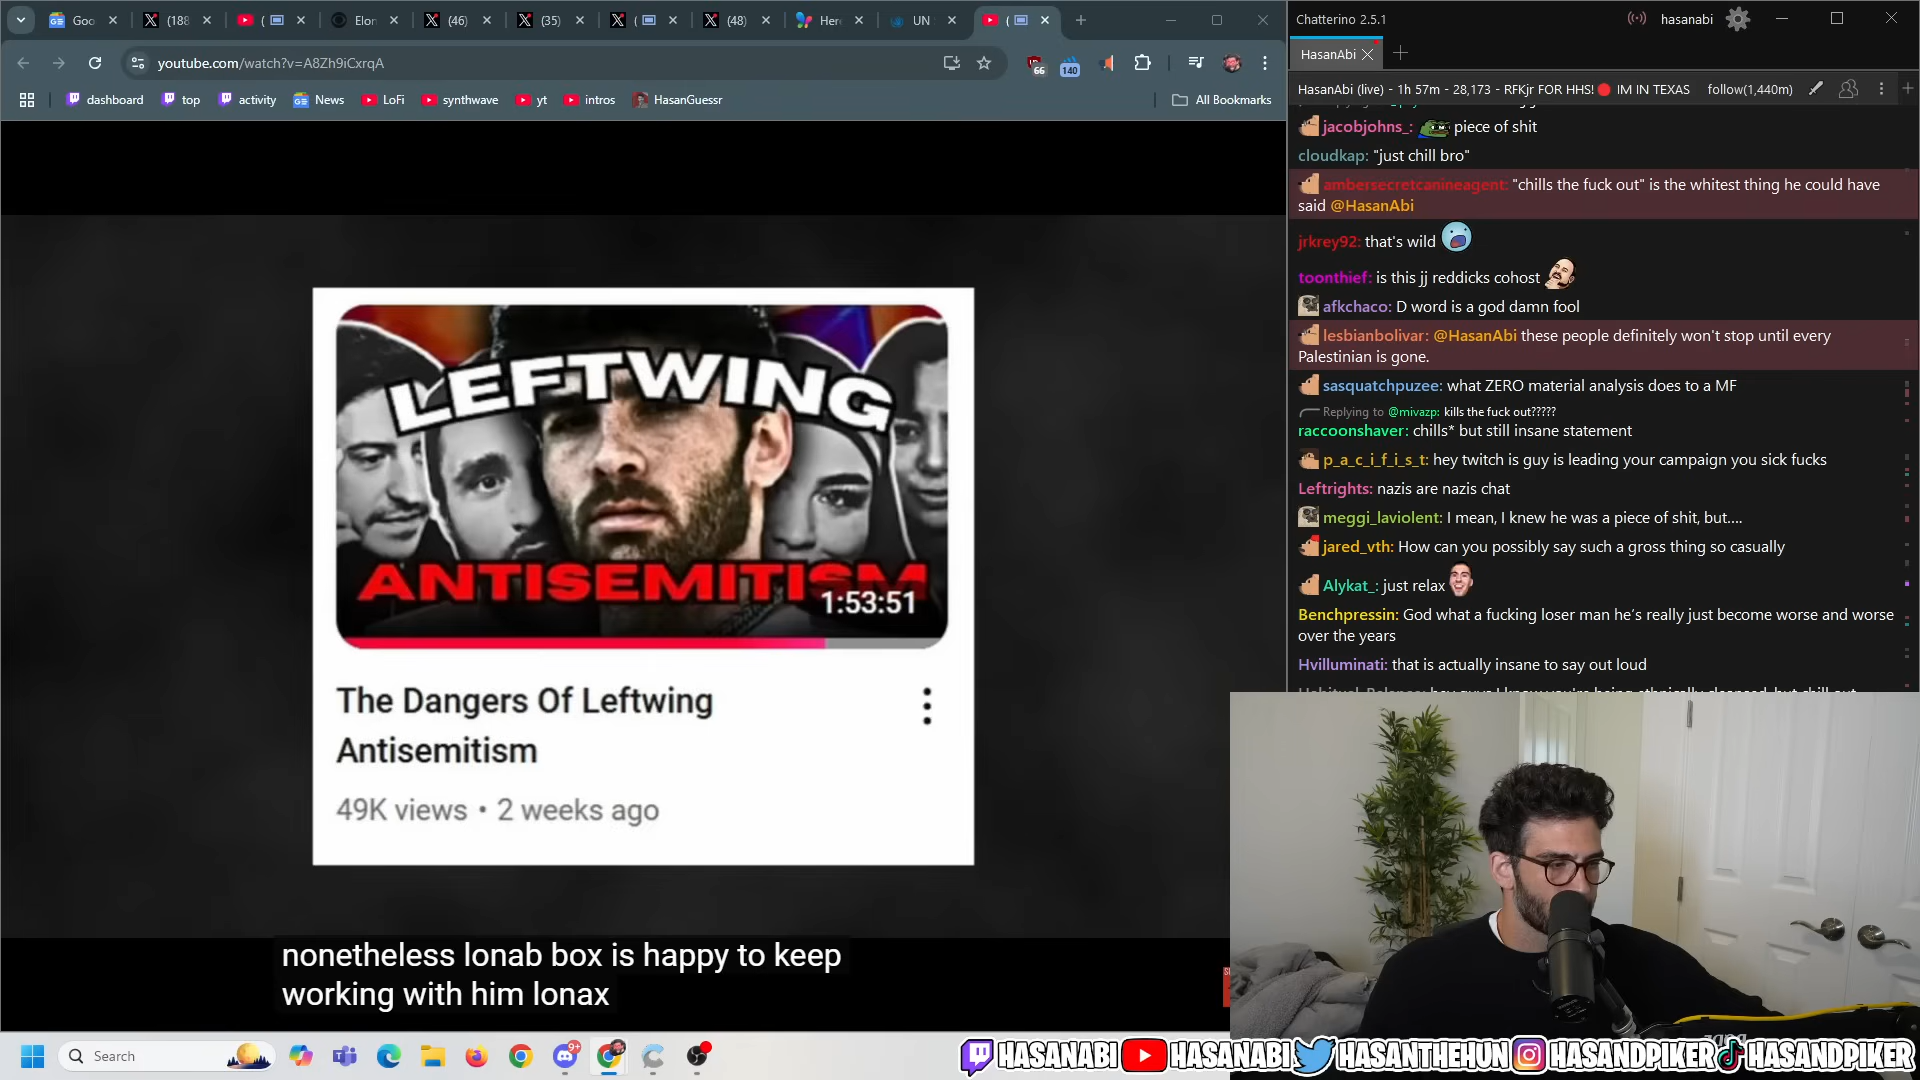 Goo
(188
(
Elon
(46)
(35)
(
(48)
Her
UN
(
youtube.com/watch?v=A8Zh9iCxrqA
66
140
dashboard
top
activity
News
LoFi
synthwave
yt
intros
HasanGuessr
All Bookmarks
LEFTWING
ANTISEMITISM
1:53:51
The Dangers Of Leftwing
Antisemitism
49K views • 2 weeks ago
nonetheless lonab box is happy to keep
working with him lonax
Chatterino 2.5.1
hasanabi
HasanAbi
HasanAbi (live) - 1h 57m - 28,173 - RFKjr FOR HHS! 🔴 IM IN TEXAS
follow(1,440m)
jacobjohns_: piece of shit
cloudkap: "just chill bro"
ambersecretcanineagent: "chills the fuck out" is the whitest thing he could have
said @HasanAbi
jrkrey92: that's wild
toonthief: is this jj reddicks cohost
afkchaco: D word is a god damn fool
lesbianbolivar: @HasanAbi these people definitely won't stop until every
Palestinian is gone.
sasquatchpuzee: what ZERO material analysis does to a MF
Replying to @mivazp: kills the fuck out?????
raccoonshaver: chills* but still insane statement
p_a_c_i_f_i_s_t: hey twitch is guy is leading your campaign you sick fucks
Leftrights: nazis are nazis chat
meggi_laviolent: I mean, I knew he was a piece of shit, but....
jared_vth: How can you possibly say such a gross thing so casually
Alykat_: just relax
Benchpressin: God what a fucking loser man he's really just become worse and worse
over the years
Hvilluminati: that is actually insane to say out loud
Search
9+
HASANABI
HASANABI
HASANTHEHUN
HASANDPIKER
HASANDPIKER